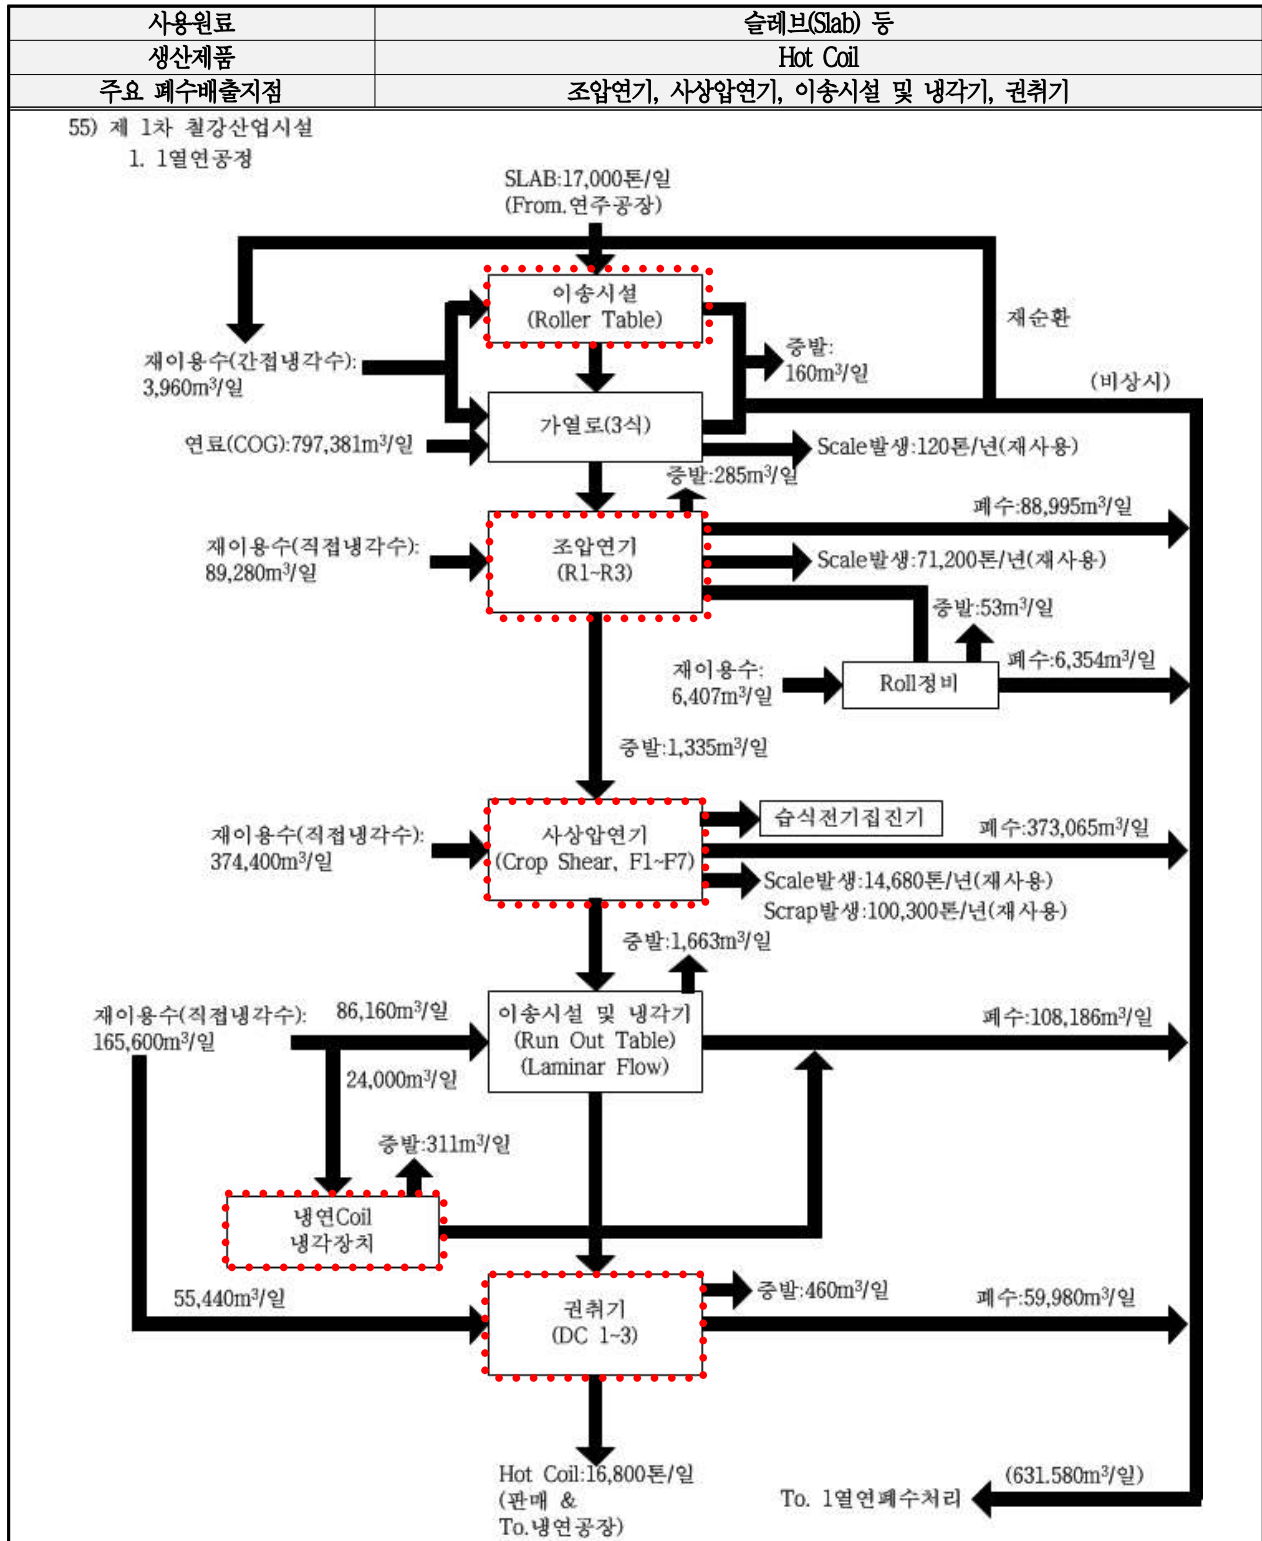 사용원료 슬레브(Slab) 등
생산제품 Hot Coil
주요 폐수배출지점 조압연기, 사상압연기, 이송시설 및 냉각기, 권취기
55) 제 1차 철강산업시설
1. 1열연공정
SLAB:17,000톤/일
(From.연주공장)
이송시설
(Roller Table)
재순환
증발:
160m³/일
(비상시)
재이용수(간접냉각수):
3,960m³/일
가열로(3식)
연료(COG):797,381m³/일
Scale발생:120톤/년(재사용)
증발:285m³/일
폐수:88,995m³/일
재이용수(직접냉각수):
89,280m³/일
조압연기
(R1~R3)
Scale발생:71,200톤/년(재사용)
증발:53m³/일
재이용수:
6,407m³/일
Roll정비
폐수:6,354m³/일
증발:1,335m³/일
재이용수(직접냉각수):
374,400m³/일
사상압연기
(Crop Shear, F1~F7)
습식전기집진기
폐수:373,065m³/일
Scale발생:14,680톤/년(재사용)
Scrap발생:100,300톤/년(재사용)
증발:1,663m³/일
재이용수(직접냉각수):
165,600m³/일
86,160m³/일
이송시설 및 냉각기
(Run Out Table)
(Laminar Flow)
폐수:108,186m³/일
24,000m³/일
증발:311m³/일
냉연Coil
냉각장치
55,440m³/일
권취기
(DC 1~3)
증발:460m³/일
폐수:59,980m³/일
Hot Coil:16,800톤/일
(판매 &
To.냉연공장)
(631.580m³/일)
To. 1열연폐수처리